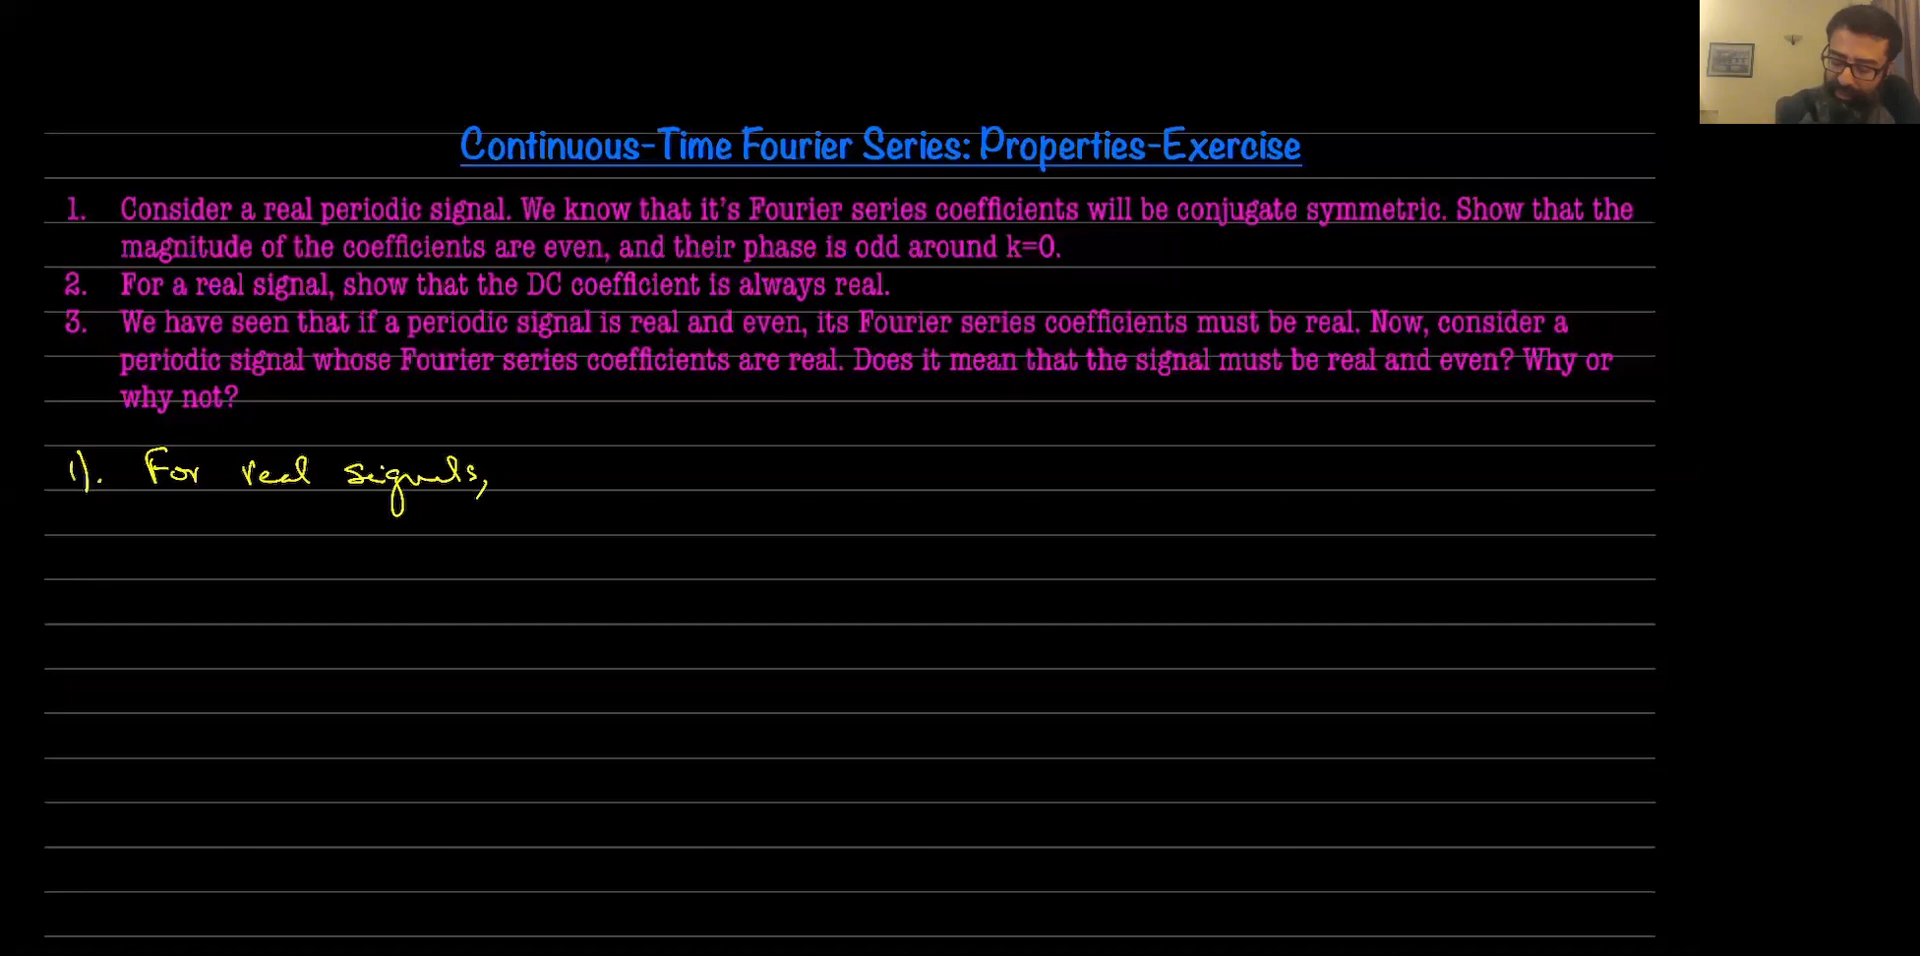 Continuous-Time Fourier Series: Properties-Exercise
1. Consider a real periodic signal. We know that it's Fourier series coefficients will be conjugate symmetric. Show that the
magnitude of the coefficients are even, and their phase is odd around k=0.
2. For a real signal, show that the DC coefficient is always real.
3. We have seen that if a periodic signal is real and even, its Fourier series coefficients must be real. Now, consider a
periodic signal whose Fourier series coefficients are real. Does it mean that the signal must be real and even? Why or
why not?
1). For real signals,